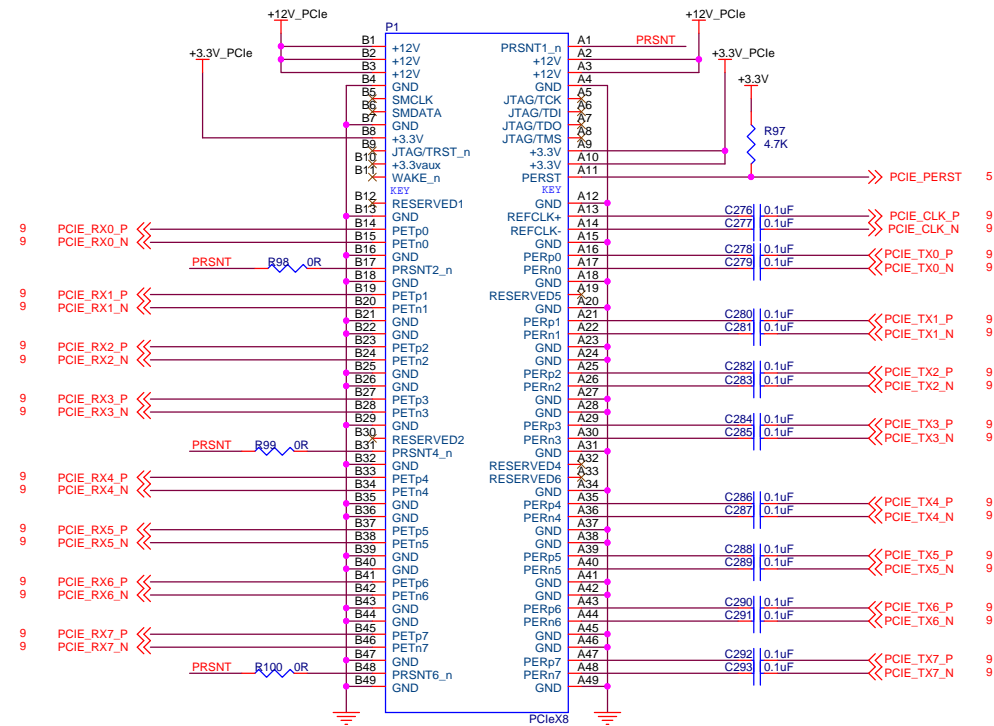 +12V_PCIe
+12V_PCIe
P1
+3.3V_PCIe
+3.3V_PCIe
+3.3V
B1 +12V PRSNT1_n A1 PRSNT
B2 +12V +12V A2
B3 +12V +12V A3
B4 GND GND A4
B5 SMCLK JTAG/TCK A5
B6 SMDATA JTAG/TDI A6
B7 GND JTAG/TDO A7
B8 +3.3V JTAG/TMS A8
B9 JTAG/TRST_n +3.3V A9
B10 +3.3vaux +3.3V A10
B11 WAKE_n PERST A11 PCIE_PERST 5
R97
4.7K
KEY KEY
B12 RESERVED1 GND A12
B13 GND REFCLK+ A13 C276 0.1uF PCIE_CLK_P 9
9 PCIE_RX0_P B14 PETp0 REFCLK- A14 C277 0.1uF PCIE_CLK_N 9
9 PCIE_RX0_N B15 PETn0 GND A15
B16 GND PERp0 A16 C278 0.1uF PCIE_TX0_P 9
PRSNT R98 0R B17 PRSNT2_n PERn0 A17 C279 0.1uF PCIE_TX0_N 9
B18 GND GND A18
9 PCIE_RX1_P B19 PETp1 RESERVED5 A19
9 PCIE_RX1_N B20 PETn1 GND A20
B21 GND PERp1 A21 C280 0.1uF PCIE_TX1_P 9
B22 GND PERn1 A22 C281 0.1uF PCIE_TX1_N 9
9 PCIE_RX2_P B23 PETp2 GND A23
9 PCIE_RX2_N B24 PETn2 GND A24
B25 GND PERp2 A25 C282 0.1uF PCIE_TX2_P 9
B26 GND PERn2 A26 C283 0.1uF PCIE_TX2_N 9
9 PCIE_RX3_P B27 PETp3 GND A27
9 PCIE_RX3_N B28 PETn3 GND A28
B29 GND PERp3 A29 C284 0.1uF PCIE_TX3_P 9
B30 RESERVED2 PERn3 A30 C285 0.1uF PCIE_TX3_N 9
PRSNT R99 0R B31 PRSNT4_n GND A31
B32 GND RESERVED4 A32
9 PCIE_RX4_P B33 PETp4 RESERVED6 A33
9 PCIE_RX4_N B34 PETn4 GND A34
B35 GND PERp4 A35 C286 0.1uF PCIE_TX4_P 9
B36 GND PERn4 A36 C287 0.1uF PCIE_TX4_N 9
9 PCIE_RX5_P B37 PETp5 GND A37
9 PCIE_RX5_N B38 PETn5 GND A38
B39 GND PERp5 A39 C288 0.1uF PCIE_TX5_P 9
B40 GND PERn5 A40 C289 0.1uF PCIE_TX5_N 9
9 PCIE_RX6_P B41 PETp6 GND A41
9 PCIE_RX6_N B42 PETn6 GND A42
B43 GND PERp6 A43 C290 0.1uF PCIE_TX6_P 9
B44 GND PERn6 A44 C291 0.1uF PCIE_TX6_N 9
9 PCIE_RX7_P B45 PETp7 GND A45
9 PCIE_RX7_N B46 PETn7 GND A46
B47 GND PERp7 A47 C292 0.1uF PCIE_TX7_P 9
PRSNT R100 0R B48 PRSNT6_n PERn7 A48 C293 0.1uF PCIE_TX7_N 9
B49 GND GND A49
PCIeX8